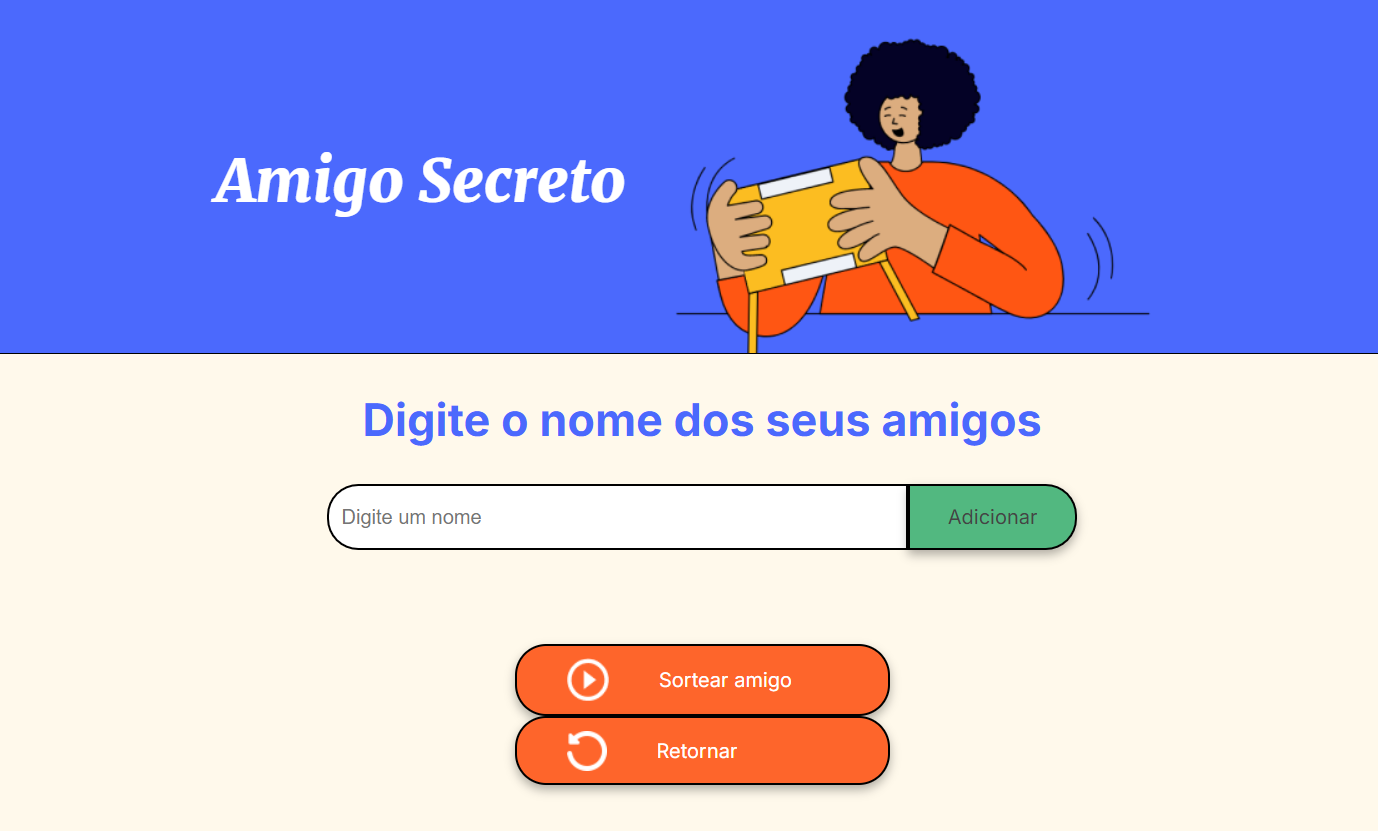 Amigo Secreto
Digite o nome dos seus amigos
Digite um nome
Adicionar
Sortear amigo
Retornar